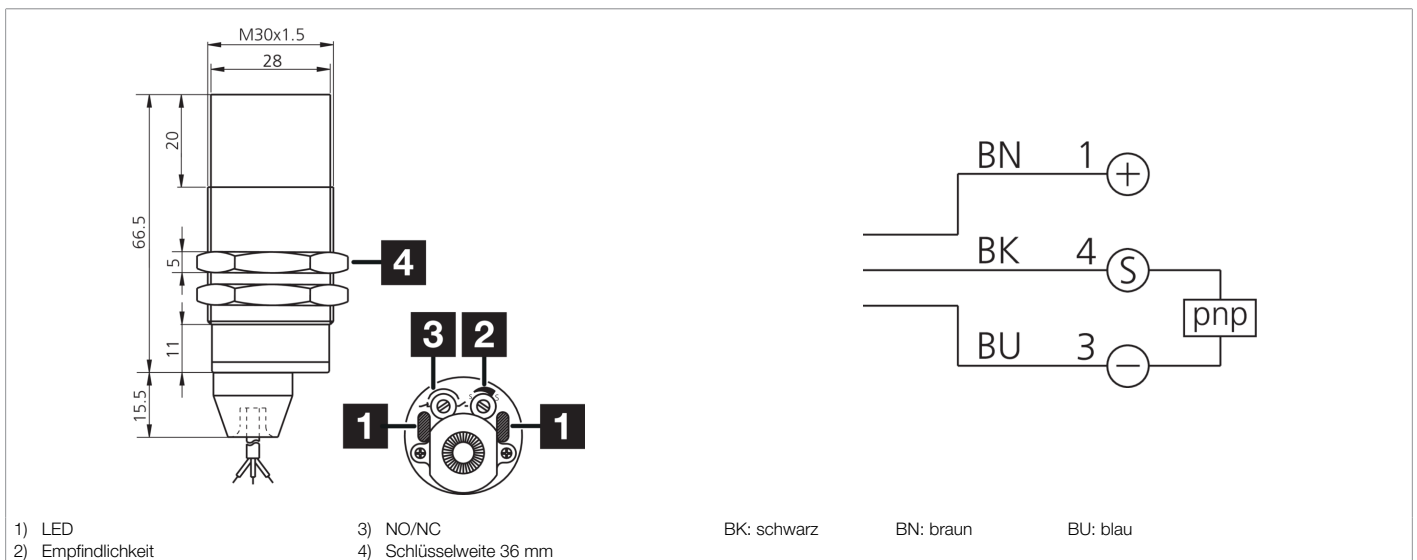 M30x1.5
28
20
66.5
5
11
15.5
4
3
2
1
1
BN 1
+
BK 4
S
pnp
BU 3
−
1) LED
2) Empfindlichkeit
3) NO/NC
4) Schlüsselweite 36 mm
BK: schwarz BN: braun BU: blau